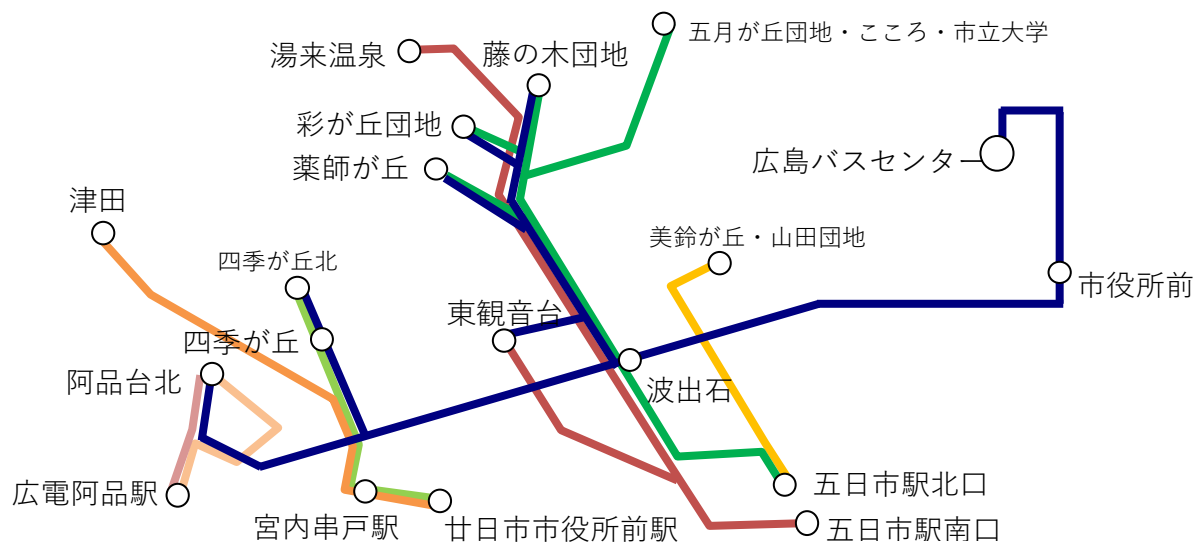 五月が丘団地・こころ・市立大学
湯来温泉
藤の木団地
彩が丘団地
広島バスセンター
薬師が丘
津田
美鈴が丘・山田団地
四季が丘北
市役所前
東観音台
四季が丘
阿品台北
波出石
広電阿品駅
五日市駅北口
宮内串戸駅
廿日市市役所前駅
五日市駅南口